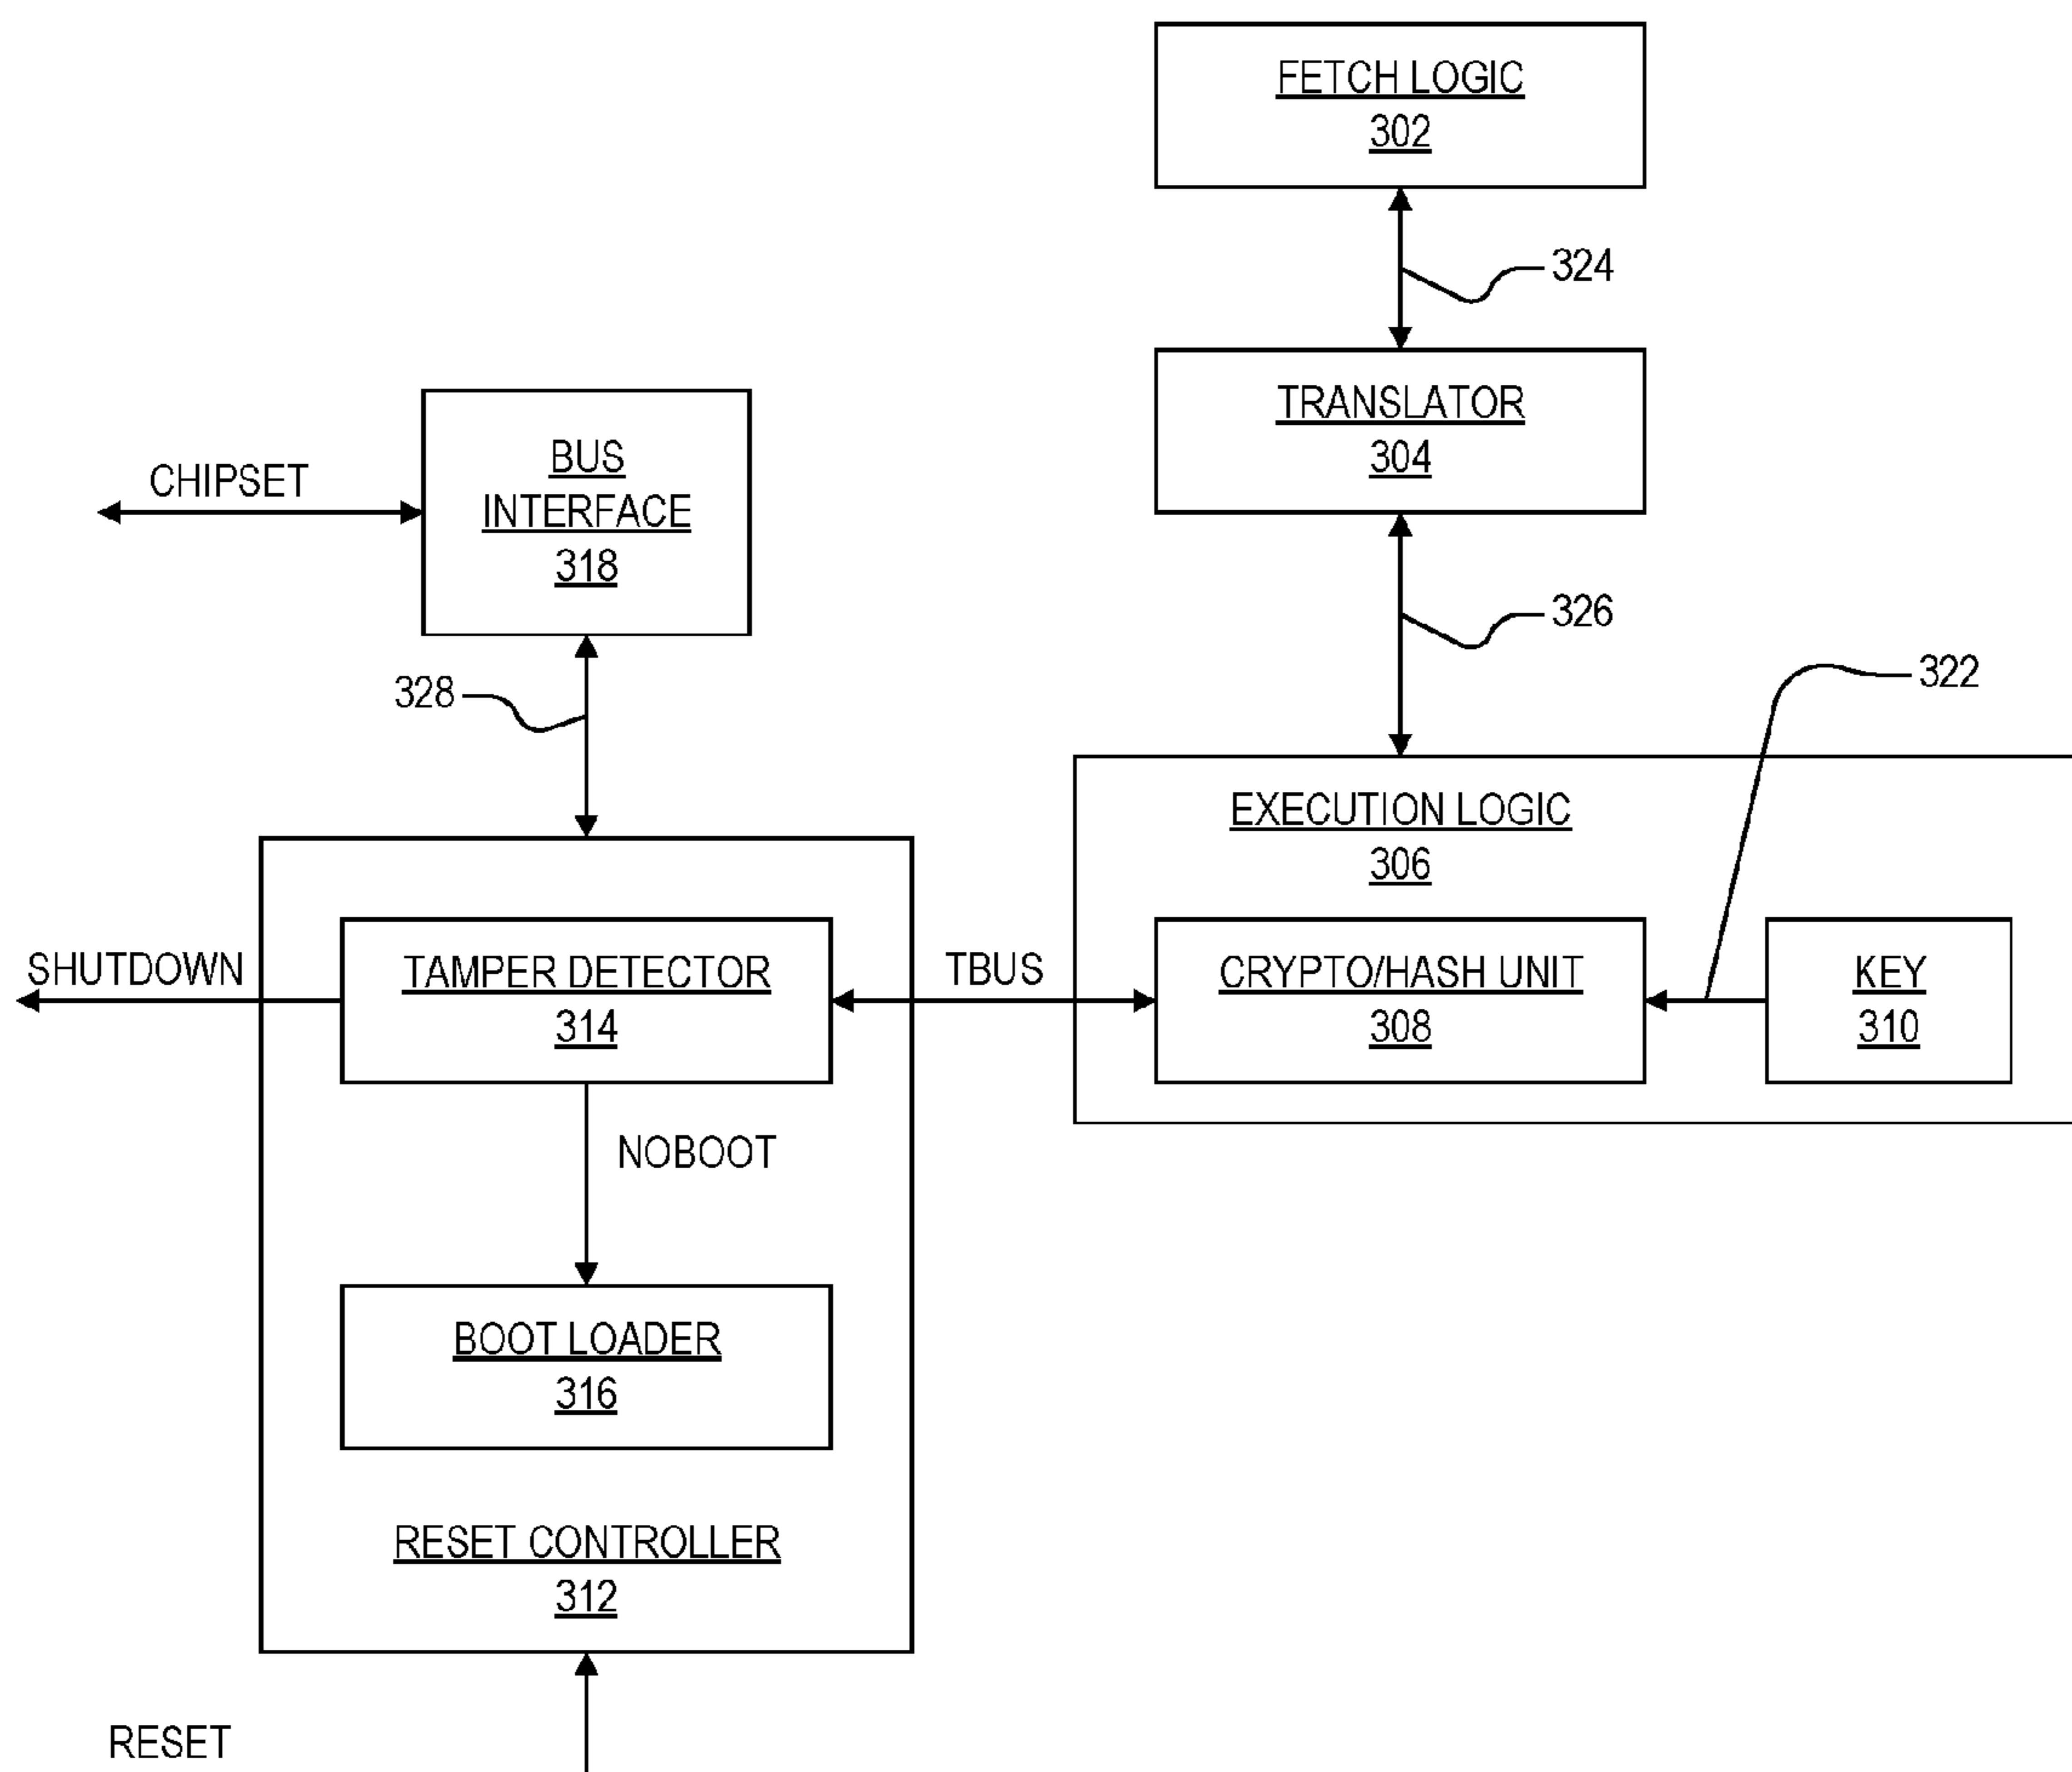 FETCH LOGIC
302
324
TRANSLATOR
304
CHIPSET
BUS
INTERFACE
318
326
328
322
EXECUTION LOGIC
306
SHUTDOWN
TAMPER DETECTOR
314
TBUS
CRYPTO/HASH UNIT
308
KEY
310
NOBOOT
BOOT LOADER
316
RESET CONTROLLER
312
RESET